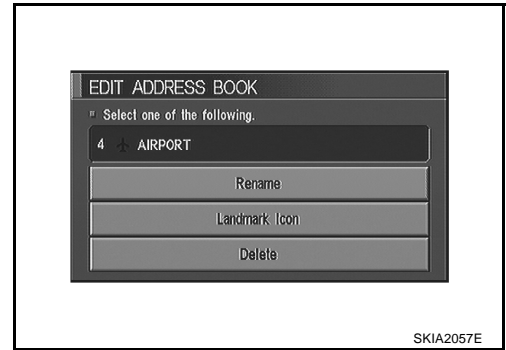 EDIT ADDRESS BOOK
Select one of the following.
4 AIRPORT
Rename
Landmark Icon
Delete
SKIA2057E